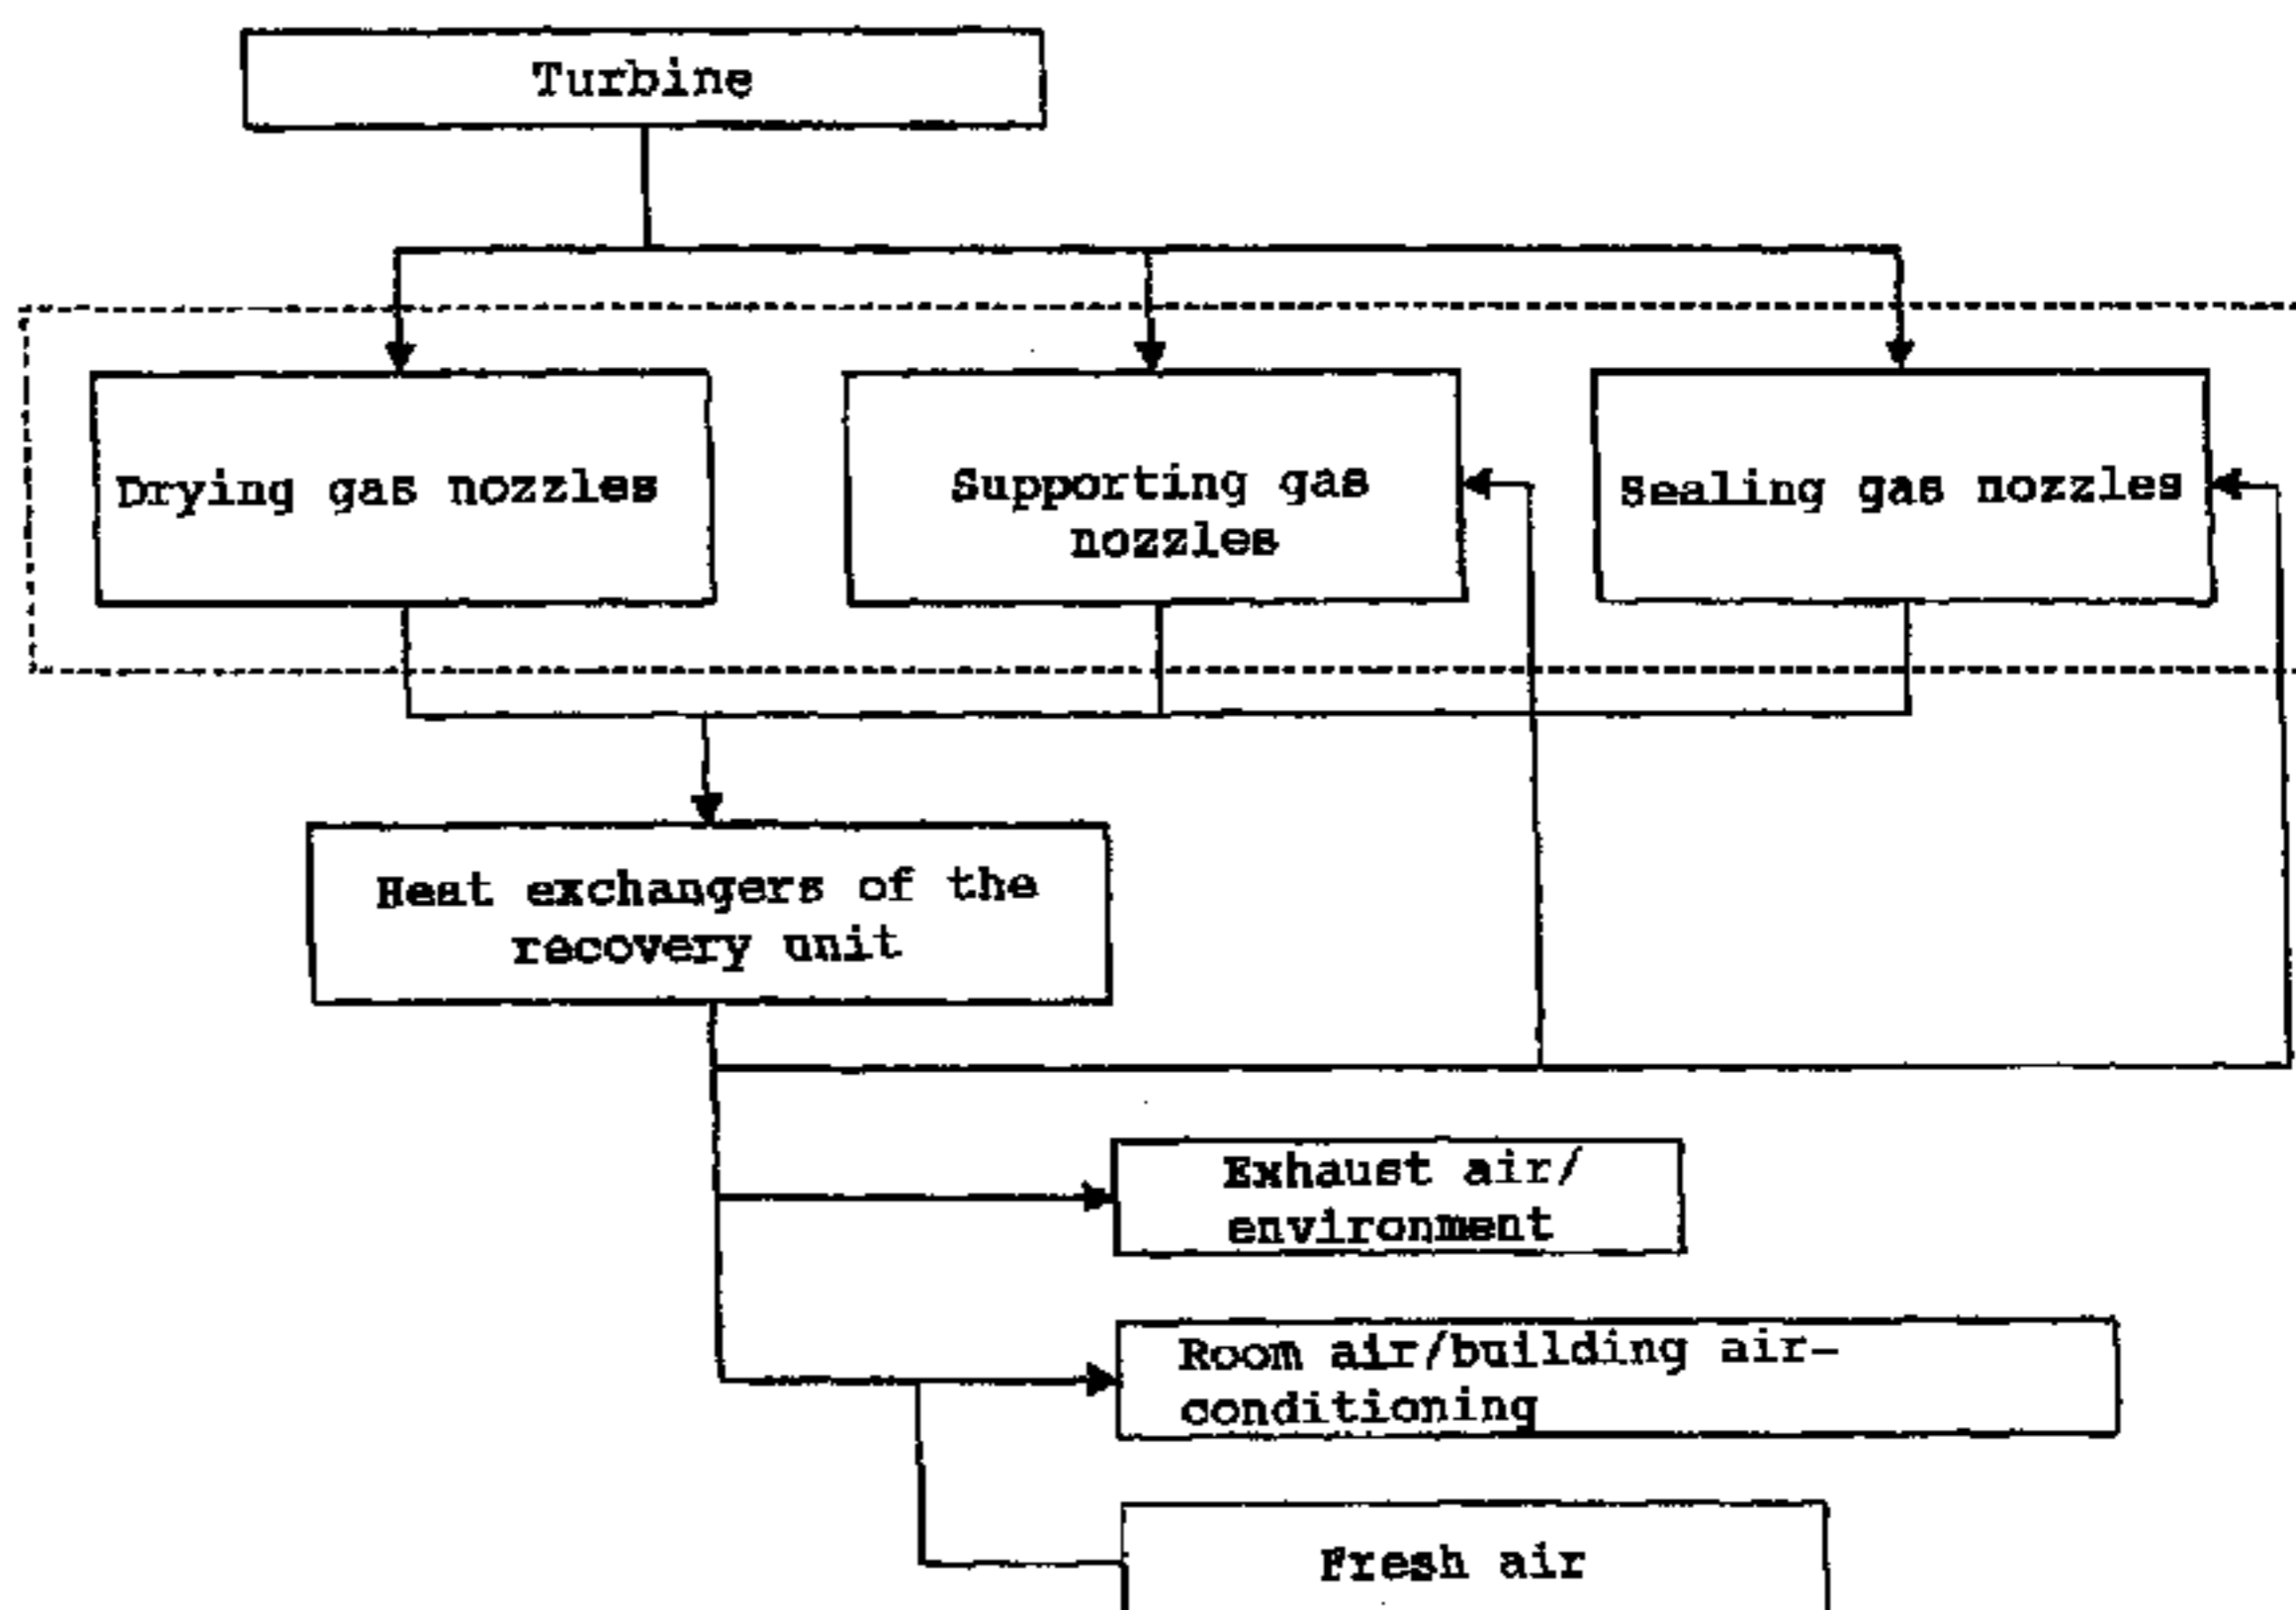 Turbine
Drying gas nozzles
Supporting gas
nozzles
Sealing gas nozzles
Heat exchangers of the
recovery unit
Exhaust air/
environment
Room air/building air-
conditioning
Fresh air